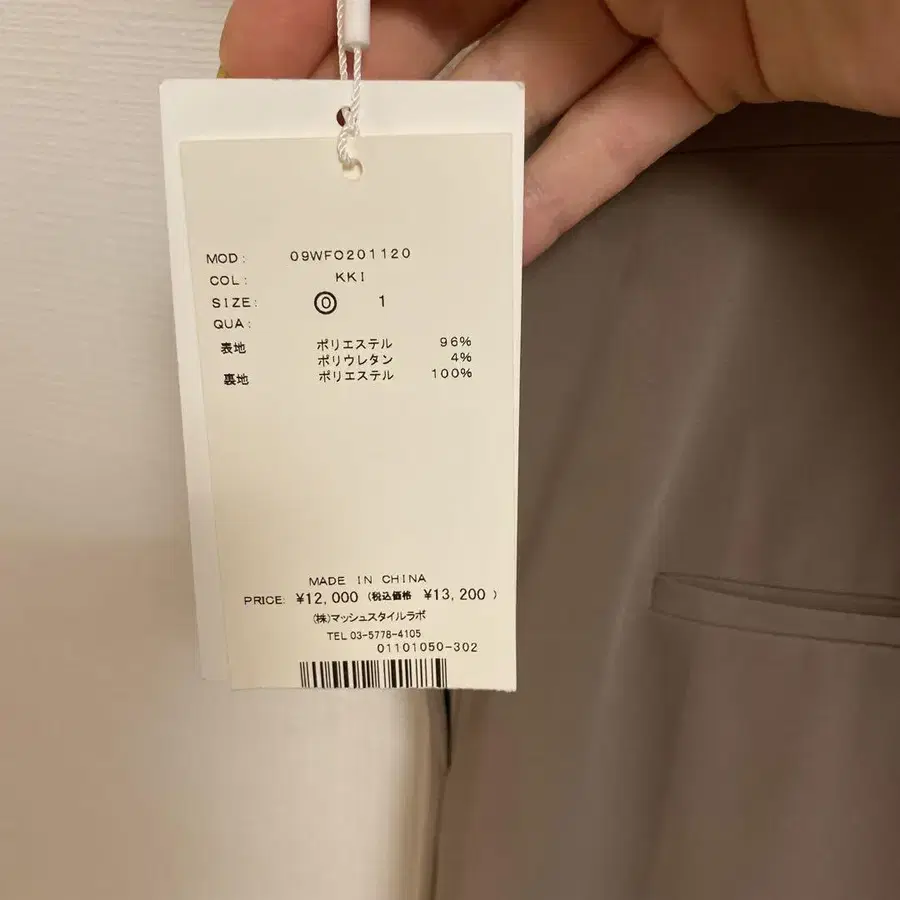 MOD: 09WFO201120
COL: KKI
SIZE: 0 1
QUA:
表地 ポリエステル 96%
ポリウレタン 4%
裏地 ポリエステル 100%
MADE IN CHINA
PRICE: ¥12,000 (税込価格 ¥13,200)
(株)マッシュスタイルラボ
TEL 03-5778-4105
01101050-302